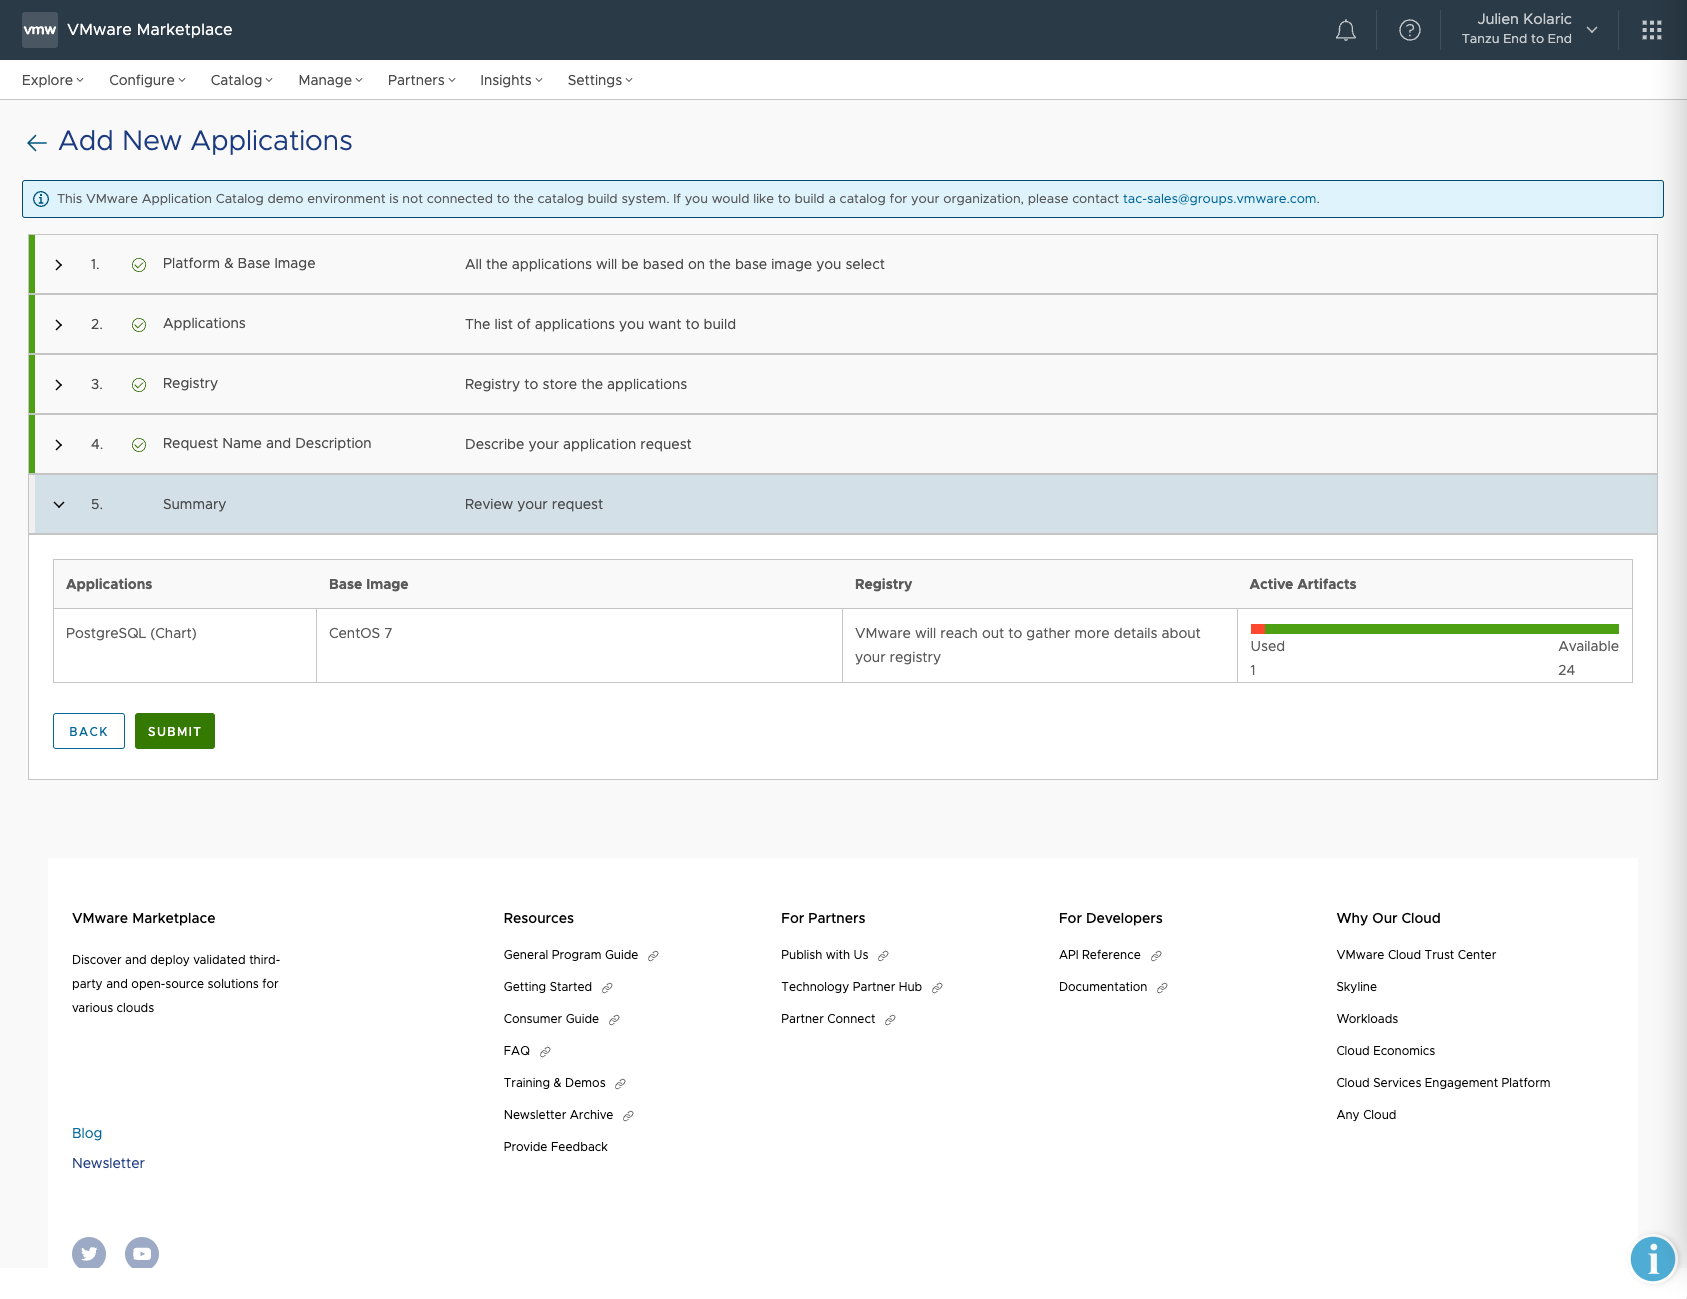 vmw VMware Marketplace
Julien Kolaric
Tanzu End to End
Explore Configure Catalog Manage Partners Insights Settings
Add New Applications
This VMware Application Catalog demo environment is not connected to the catalog build system. If you would like to build a catalog for your organization, please contact tac-sales@groups.vmware.com.
1. Platform & Base Image All the applications will be based on the base image you select
2. Applications The list of applications you want to build
3. Registry Registry to store the applications
4. Request Name and Description Describe your application request
5. Summary Review your request
Applications Base Image Registry Active Artifacts
PostgreSQL (Chart) CentOS 7 VMware will reach out to gather more details about
your registry
Used Available
1 24
BACK SUBMIT
VMware Marketplace
Discover and deploy validated third-
party and open-source solutions for
various clouds
Blog
Newsletter
Resources
General Program Guide
Getting Started
Consumer Guide
FAQ
Training & Demos
Newsletter Archive
Provide Feedback
For Partners
Publish with Us
Technology Partner Hub
Partner Connect
For Developers
API Reference
Documentation
Why Our Cloud
VMware Cloud Trust Center
Skyline
Workloads
Cloud Economics
Cloud Services Engagement Platform
Any Cloud